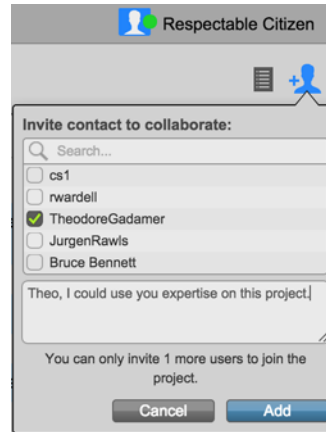 Respectable Citizen
Invite contact to collaborate:
Search...
cs1
rwardell
TheodoreGadamer
JurgenRawls
Bruce Bennett
Theo, I could use you expertise on this project.
You can only invite 1 more users to join the
project.
Cancel
Add